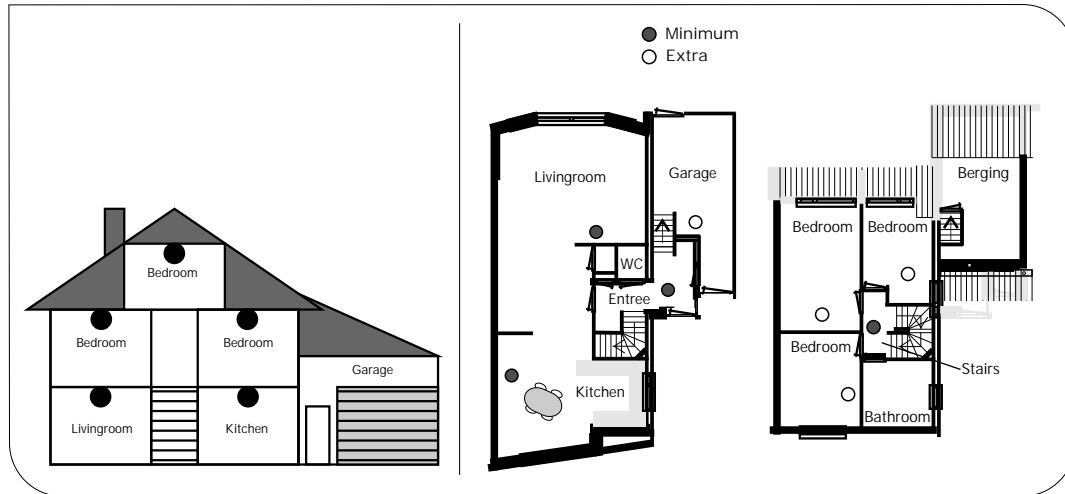 Bedroom
Bedroom
Bedroom
Garage
Livingroom
Kitchen
Minimum
Extra
Livingroom
Garage
WC
Entree
Kitchen
Berging
Bedroom
Bedroom
Bedroom
Stairs
Bathroom